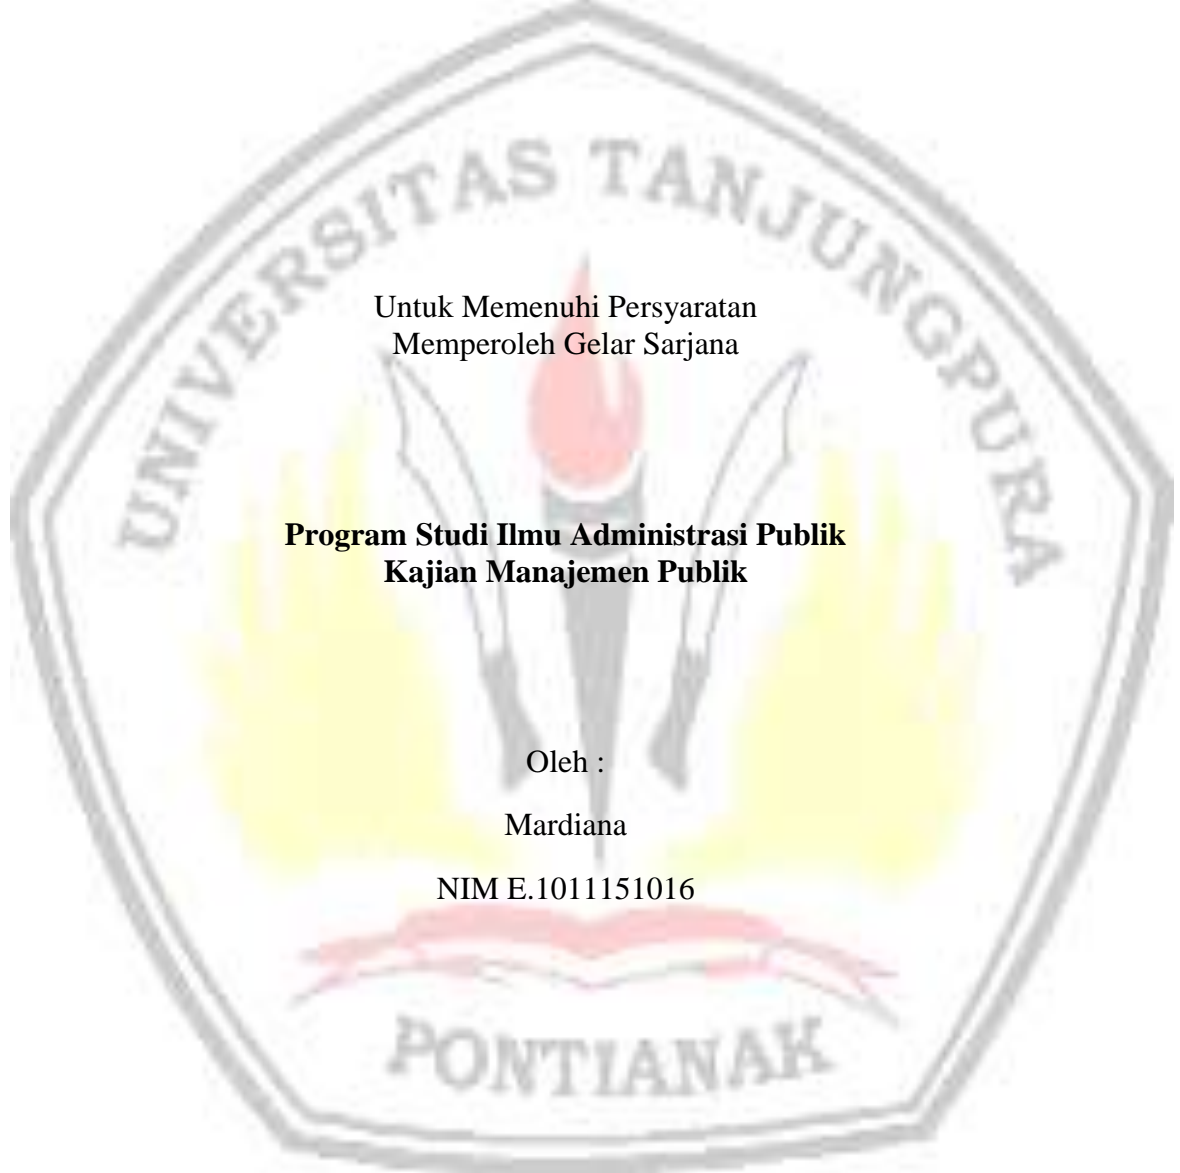 UNIVERSITAS TANJUNGPURA
Untuk Memenuhi Persyaratan
Memperoleh Gelar Sarjana
Program Studi Ilmu Administrasi Publik
Kajian Manajemen Publik
Oleh :
Mardiana
NIM E.1011151016
PONTIANAK